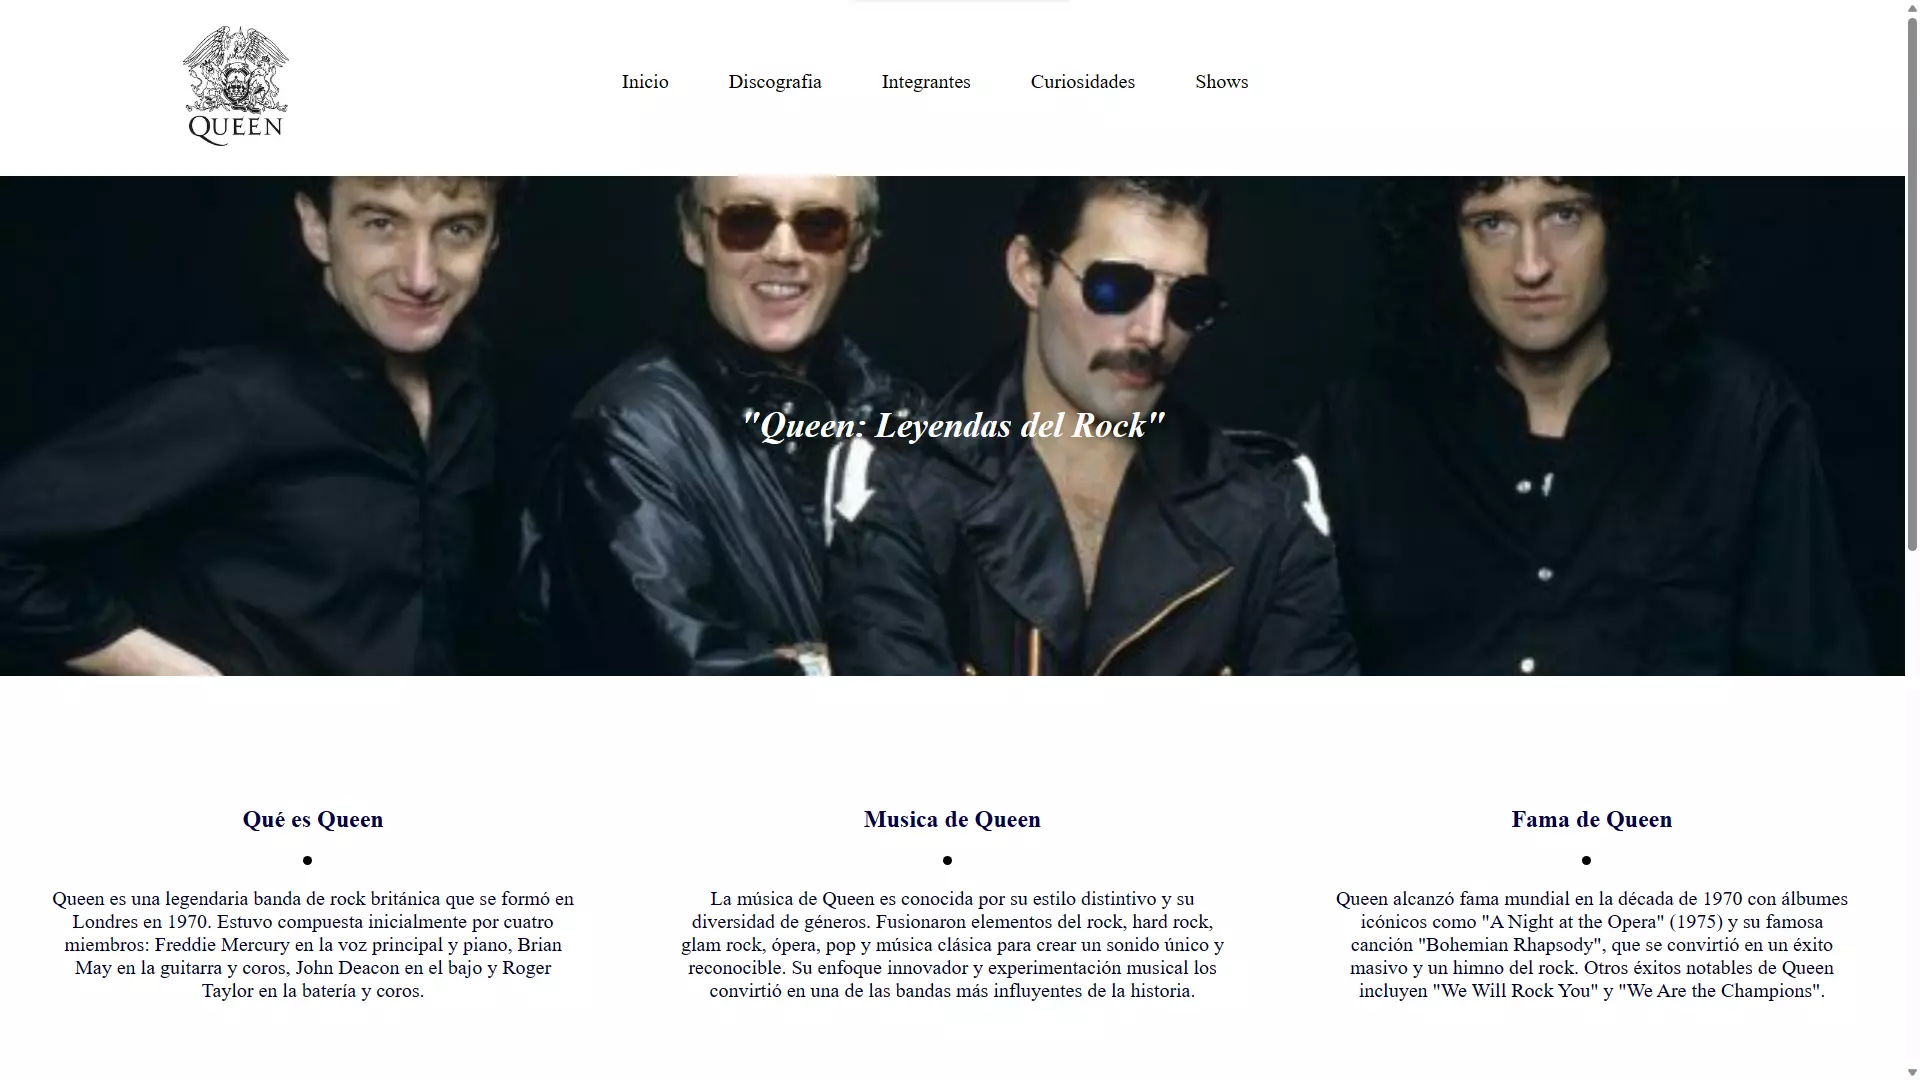 QUEEN
Inicio
Discografia
Integrantes
Curiosidades
Shows
"Queen: Leyendas del Rock"
Qué es Queen
Queen es una legendaria banda de rock británica que se formó en
Londres en 1970. Estuvo compuesta inicialmente por cuatro
miembros: Freddie Mercury en la voz principal y piano, Brian
May en la guitarra y coros, John Deacon en el bajo y Roger
Taylor en la batería y coros.
Musica de Queen
La música de Queen es conocida por su estilo distintivo y su
diversidad de géneros. Fusionaron elementos del rock, hard rock,
glam rock, ópera, pop y música clásica para crear un sonido único y
reconocible. Su enfoque innovador y experimentación musical los
convirtió en una de las bandas más influyentes de la historia.
Fama de Queen
Queen alcanzó fama mundial en la década de 1970 con álbumes
icónicos como "A Night at the Opera" (1975) y su famosa
canción "Bohemian Rhapsody", que se convirtió en un éxito
masivo y un himno del rock. Otros éxitos notables de Queen
incluyen "We Will Rock You" y "We Are the Champions".